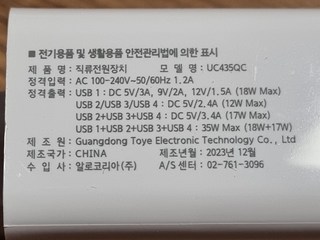 ■ 전기용품 및 생활용품 안전관리법에 의한 표시
제 품 명 : 직류전원장치 모 델 명 : UC435QC
정격입력 : AC 100-240V~50/60Hz 1.2A
정격출력 : USB 1 : DC 5V/3A, 9V/2A, 12V/1.5A (18W Max)
USB 2/USB 3/USB 4 : DC 5V/2.4A (12W Max)
USB 2+USB 3+USB 4 : DC 5V/3.4A (17W Max)
USB 1+USB 2+USB 3+USB 4 : 35W Max (18W+17W)
제 조 원 : Guangdong Toye Electronic Technology Co., Ltd
제조국가 : CHINA 제조년월 : 2023년 12월
수 입 사 : 알로코리아(주) A/S센터 : 02-761-3096